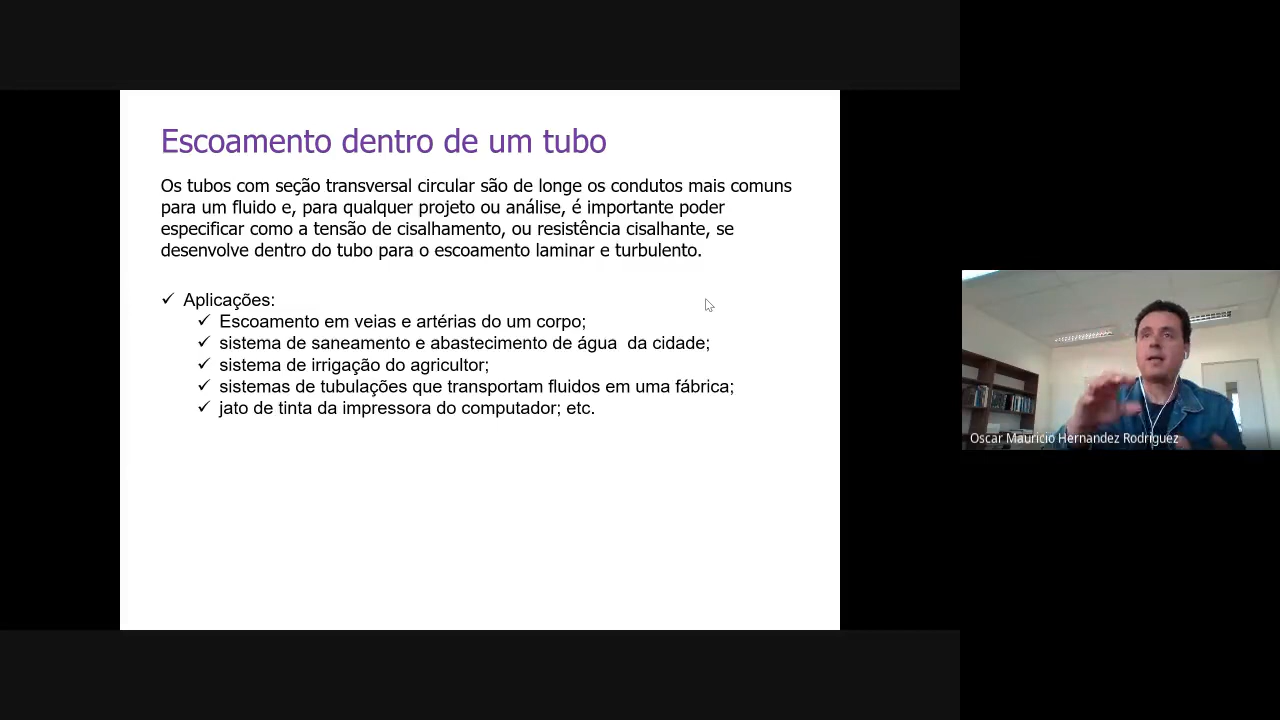 Escoamento dentro de um tubo
Os tubos com seção transversal circular são de longe os condutos mais comuns
para um fluido e, para qualquer projeto ou análise, é importante poder
especificar como a tensão de cisalhamento, ou resistência cisalhante, se
desenvolve dentro do tubo para o escoamento laminar e turbulento.
✓ Aplicações:
✓ Escoamento em veias e artérias do um corpo;
✓ sistema de saneamento e abastecimento de água  da cidade;
✓ sistema de irrigação do agricultor;
✓ sistemas de tubulações que transportam fluidos em uma fábrica;
✓ jato de tinta da impressora do computador; etc.
Oscar Mauricio Hernandez Rodriguez